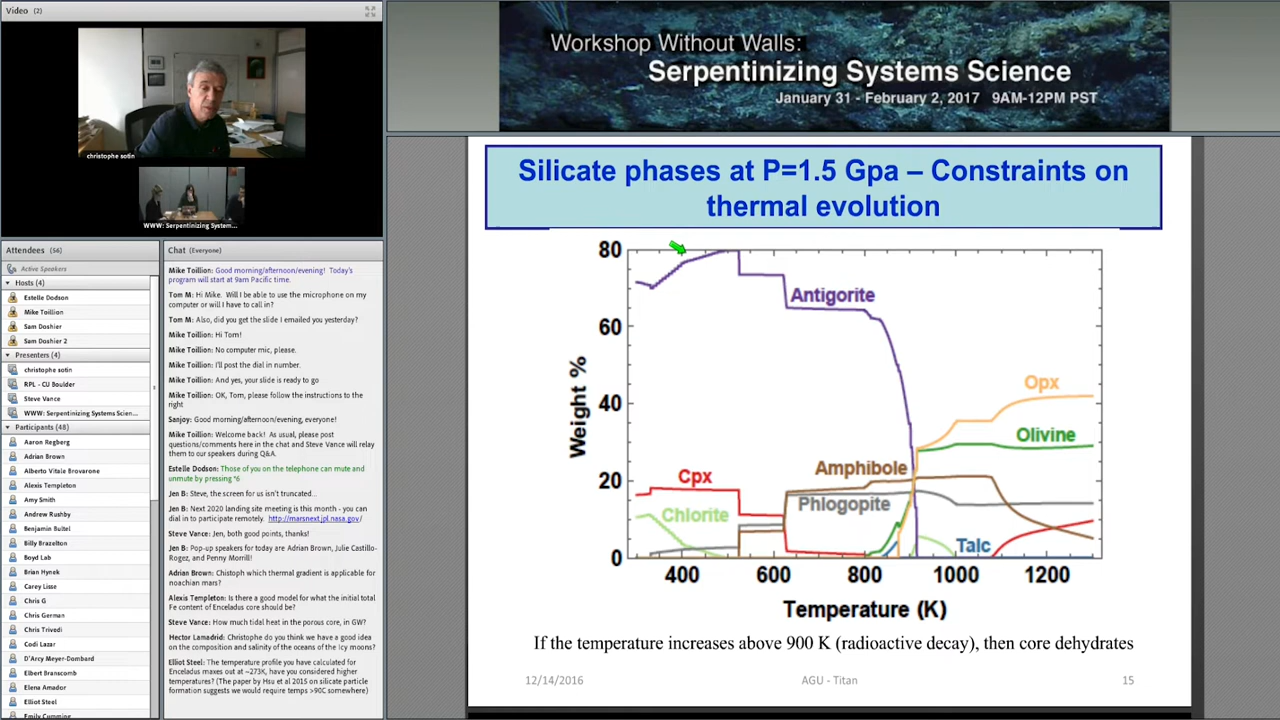 Video (2)
christophe sotin
WWW: Serpentinizing System...
Attendees (56)
Active Speakers
Hosts (4)
Estelle Dodson
Mike Toillion
Sam Doshier
Sam Doshier 2
Presenters (4)
christophe sotin
RPL - CU Boulder
Steve Vance
WWW: Serpentinizing Systems Scien...
Participants (48)
Aaron Regberg
Adrian Brown
Alberto Vitale Brovarone
Alexis Templeton
Amy Smith
Andrew Rushby
Benjamin Bultel
Billy Brazelton
Boyd Lab
Brian Hynek
Carey Lisse
Chris G
Chris German
Chris Trivedi
Codi Lazar
D'Arcy Meyer-Dombard
Elbert Branscomb
Elena Amador
Elliot Steel
Emily Cumming
Chat (Everyone)
Mike Toillion: Good morning/afternoon/evening! Today's
program will start at 9am Pacific time.
Tom M: Hi Mike. Will I be able to use the microphone on my
computer or will I have to call in?
Tom M: Also, did you get the slide I emailed you yesterday?
Mike Toillion: Hi Tom!
Mike Toillion: No computer mic, please.
Mike Toillion: I'll post the dial in number.
Mike Toillion: And yes, your slide is ready to go
Mike Toillion: OK, Tom, please follow the instructions to the
right
Sanjoy: Good morning/afternoon/evening, everyone!
Mike Toillion: Welcome back! As usual, please post
questions/comments here in the chat and Steve Vance will relay
them to our speakers during Q&A.
Estelle Dodson: Those of you on the telephone can mute and
unmute by pressing *6
Jen B: Steve, the screen for us isn't truncated...
Jen B: Next 2020 landing site meeting is this month - you can
dial in to participate remotely. http://marsnext.jpl.nasa.gov/
Steve Vance: Jen, both good points, thanks!
Jen B: Pop-up speakers for today are Adrian Brown, Julie Castillo-
Rogez, and Penny Morrill!
Adrian Brown: Chistoph which thermal gradient is applicable for
noachian mars?
Alexis Templeton: Is there a good model for what the initial total
Fe content of Enceladus core should be?
Steve Vance: How much tidal heat in the porous core, in GW?
Hector Lamadrid: Christophe do you think we have a good idea
on the composition and salinity of the oceans of the icy moons?
Elliot Steel: The temperature profile you have calculated for
Enceladus maxes out at ~273K, have you considered higher
temperatures? (The paper by Hsu et al 2015 on silicate particle
formation suggests we would require temps >90C somewhere)
Workshop Without Walls:
Serpentinizing Systems Science
January 31 - February 2, 2017 9AM-12PM PST
Silicate phases at P=1.5 Gpa – Constraints on
thermal evolution
80
60
40
20
0
Weight %
Antigorite
Opx
Olivine
Amphibole
Cpx
Phlogopite
Chlorite
Talc
400 600 800 1000 1200
Temperature (K)
If the temperature increases above 900 K (radioactive decay), then core dehydrates
12/14/2016
AGU - Titan
15